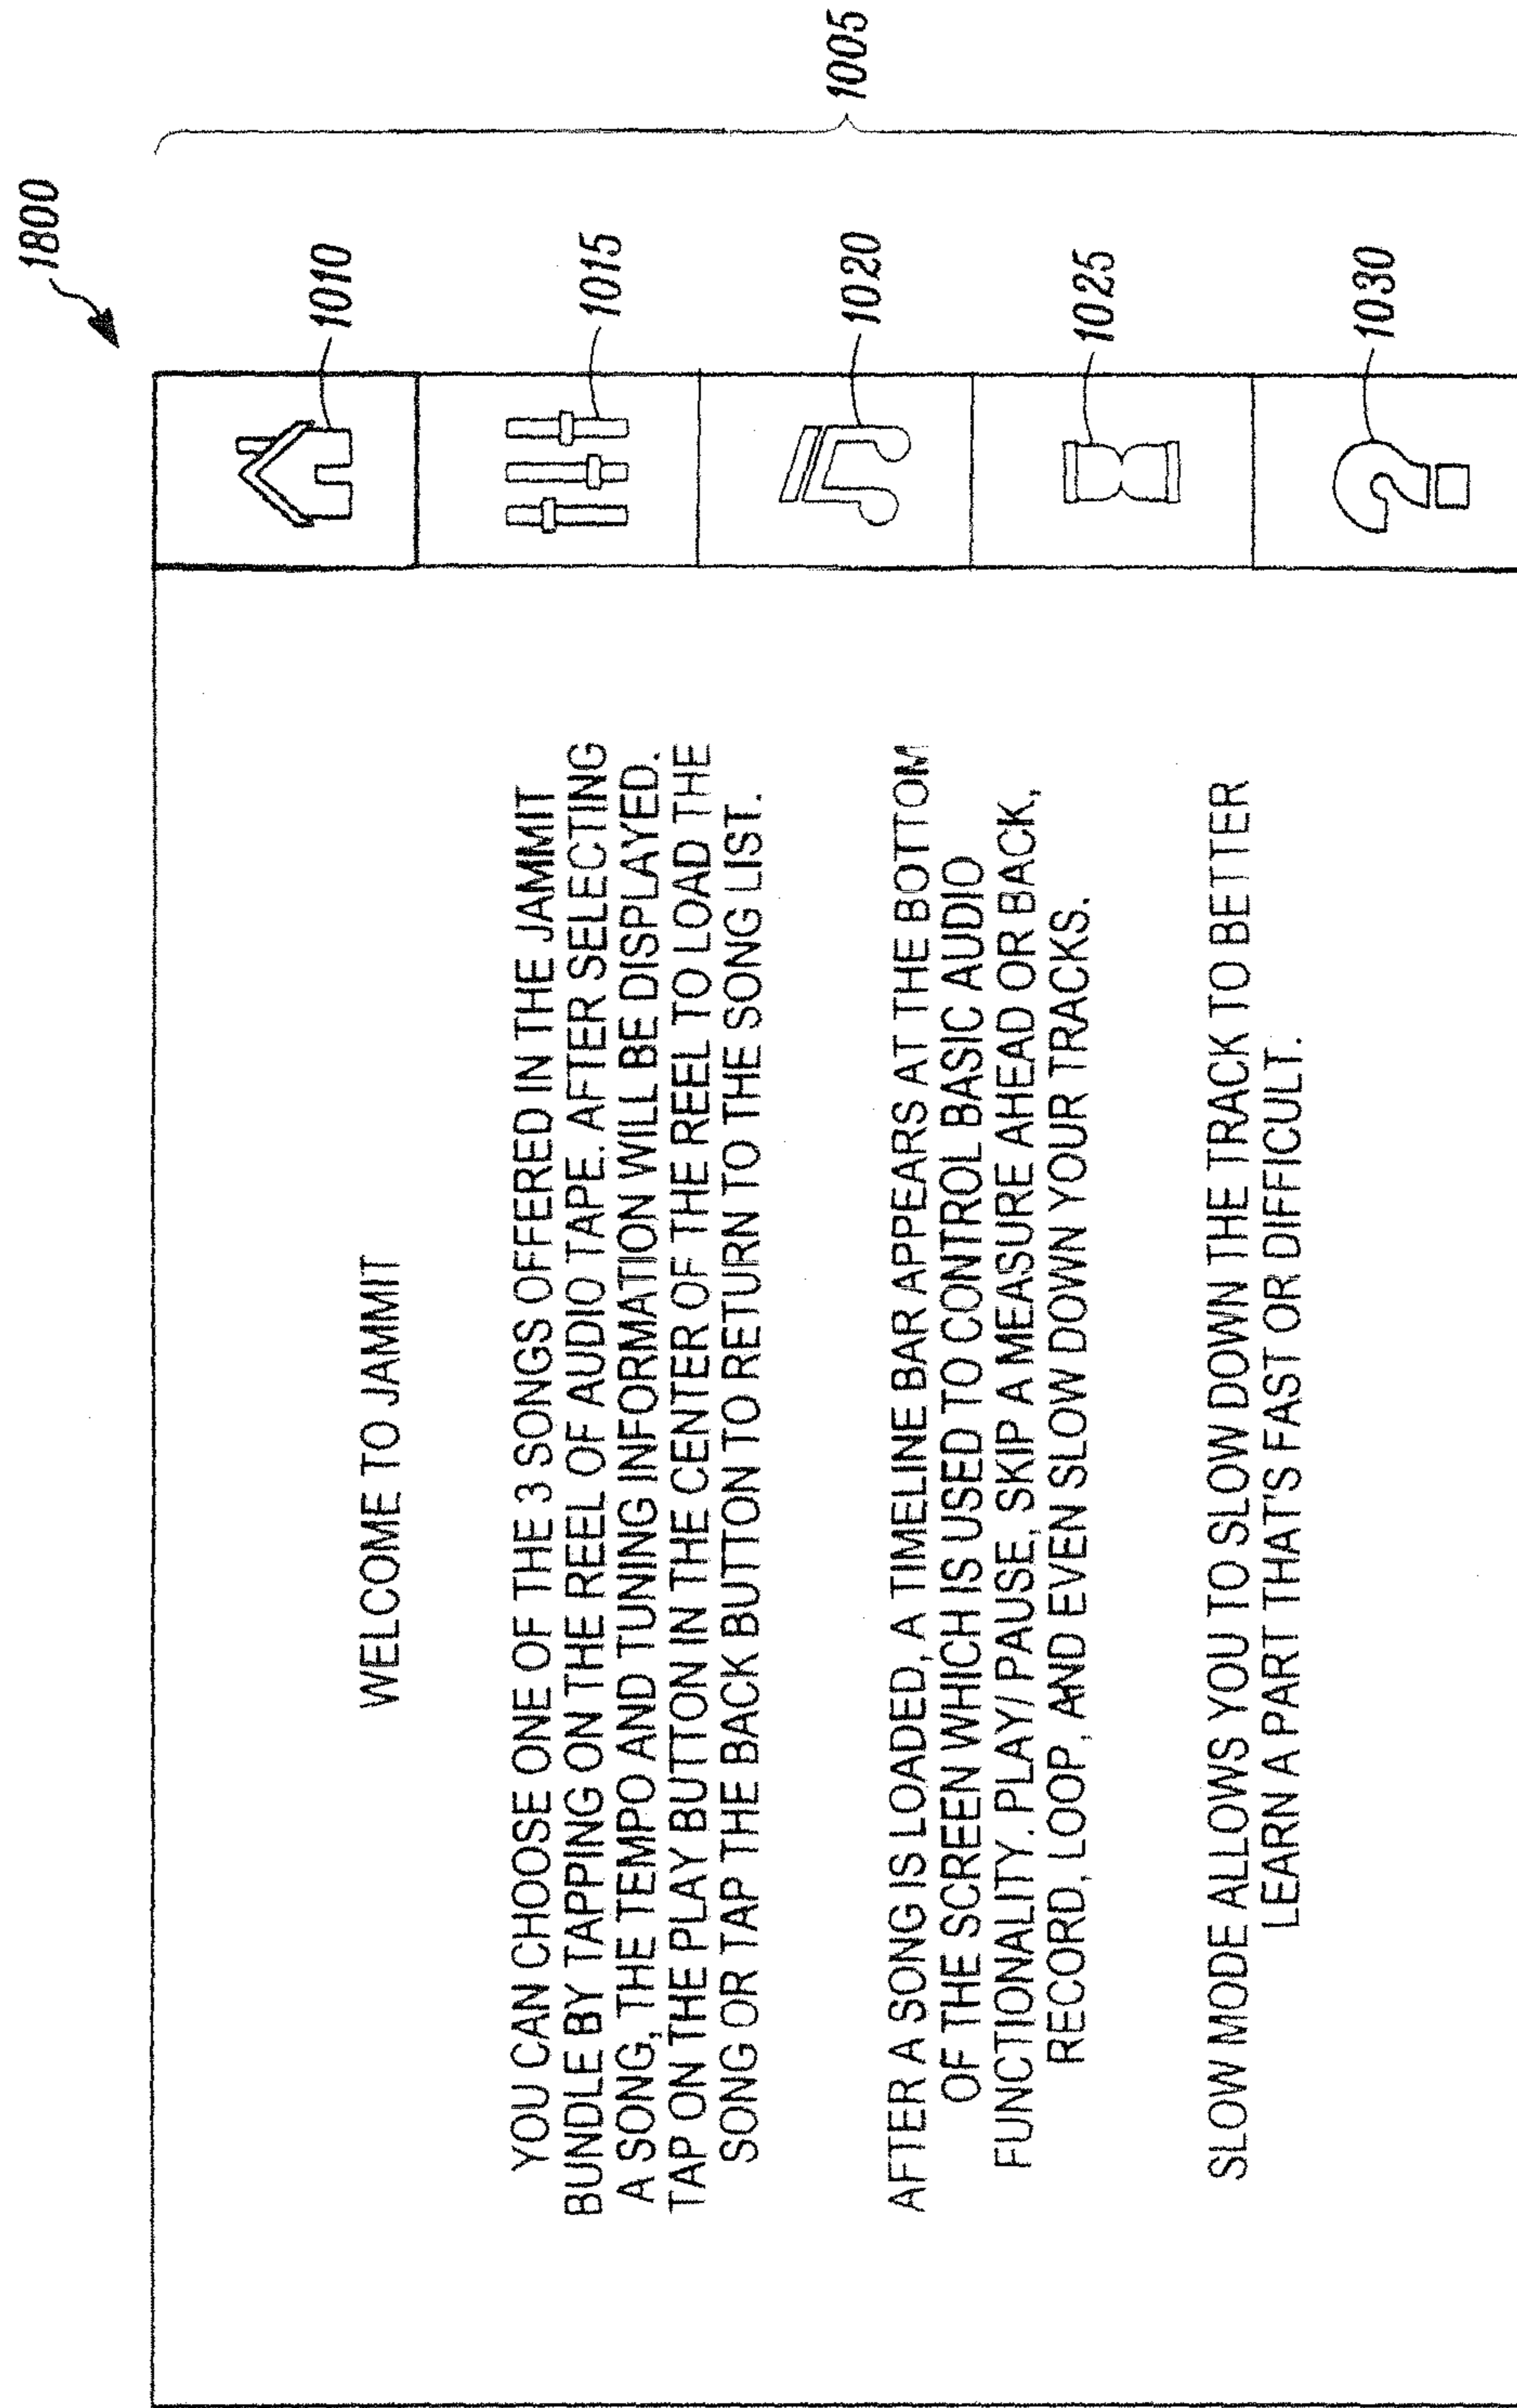 1800
1005
1010
1015
1020
1025
1030
WELCOME TO JAMMIT
YOU CAN CHOOSE ONE OF THE 3 SONGS OFFERED IN THE JAMMIT
BUNDLE BY TAPPING ON THE REEL OF AUDIO TAPE. AFTER SELECTING
A SONG, THE TEMPO AND TUNING INFORMATION WILL BE DISPLAYED.
TAP ON THE PLAY BUTTON IN THE CENTER OF THE REEL TO LOAD THE
SONG OR TAP THE BACK BUTTON TO RETURN TO THE SONG LIST.
AFTER A SONG IS LOADED, A TIMELINE BAR APPEARS AT THE BOTTOM
OF THE SCREEN WHICH IS USED TO CONTROL BASIC AUDIO
FUNCTIONALITY. PLAY/ PAUSE, SKIP A MEASURE AHEAD OR BACK,
RECORD, LOOP, AND EVEN SLOW DOWN YOUR TRACKS.
SLOW MODE ALLOWS YOU TO SLOW DOWN THE TRACK TO BETTER
LEARN A PART THAT'S FAST OR DIFFICULT.